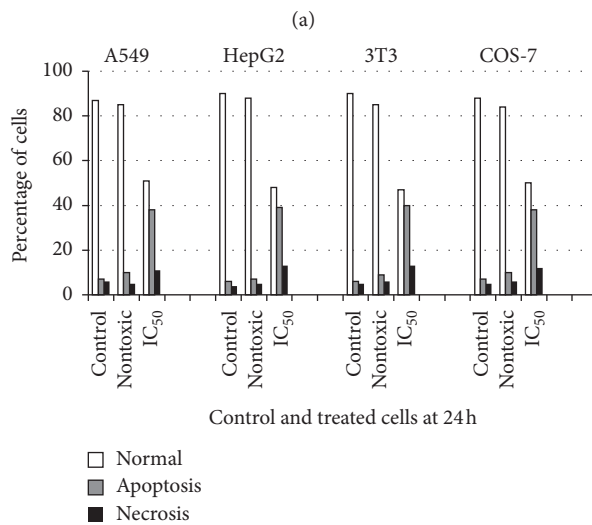 (a)
A549 HepG2 3T3 COS-7
100
80
60
40
20
0
Percentage of cells
Control Nontoxic IC50 Control Nontoxic IC50 Control Nontoxic IC50 Control Nontoxic IC50
Control and treated cells at 24 h
Normal
Apoptosis
Necrosis